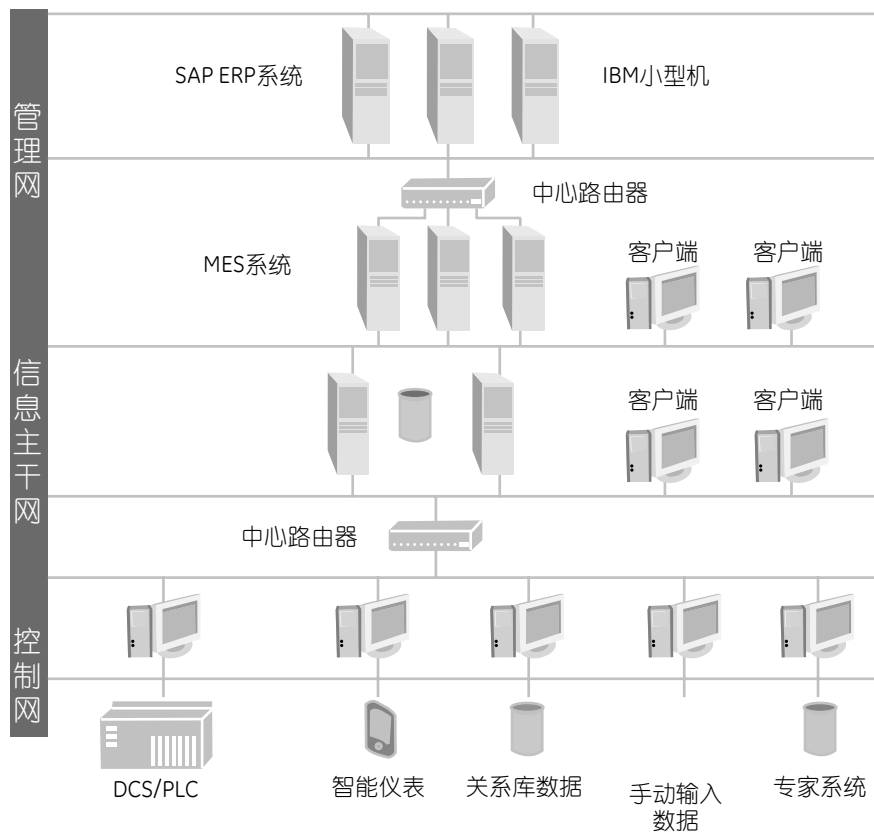 管理网
SAP ERP系统
IBM小型机
中心路由器
MES系统
客户端
客户端
信息主干网
客户端
客户端
中心路由器
控制网
DCS/PLC
智能仪表
关系库数据
手动输入
数据
专家系统